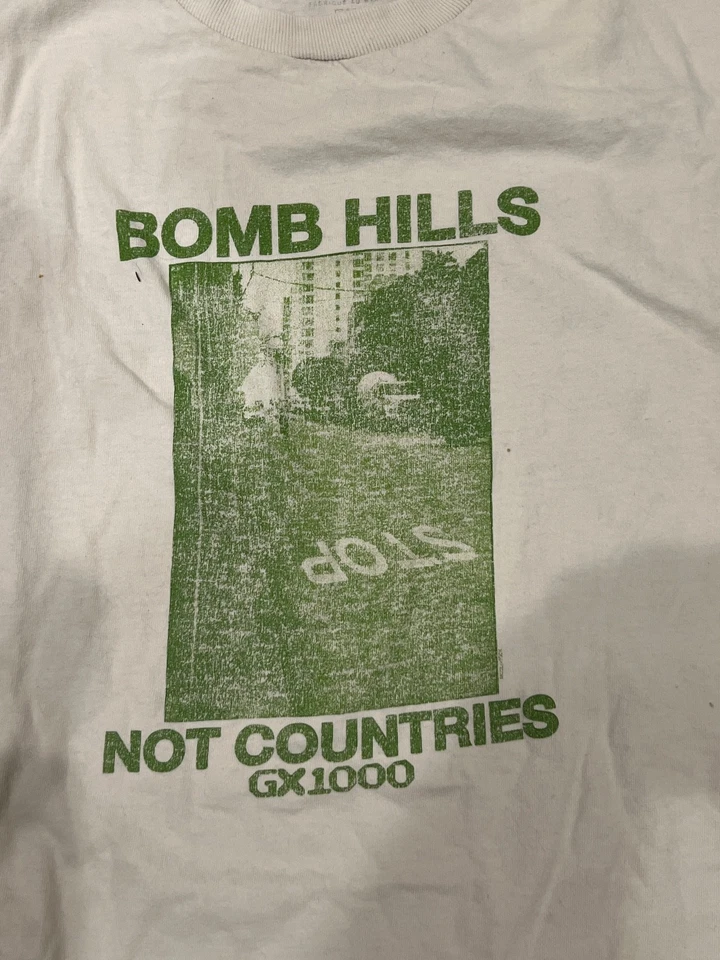 BOMB HILLS
STOP
NOT COUNTRIES
GX1000